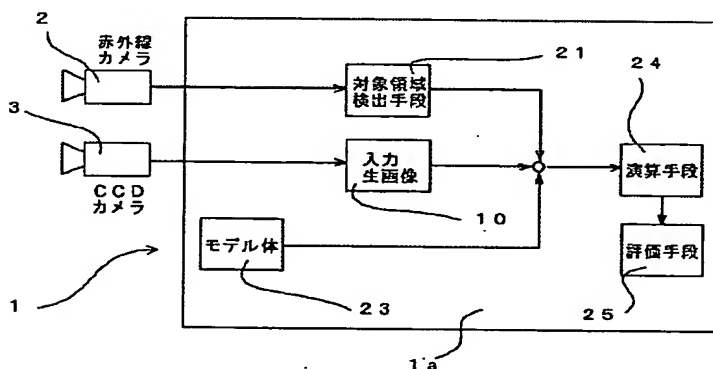 2
赤外線
カメラ
3
CCD
カメラ
1
対象領域
検出手段
21
入力
生画像
10
モデル体
23
24
演算手段
評価手段
25
1a